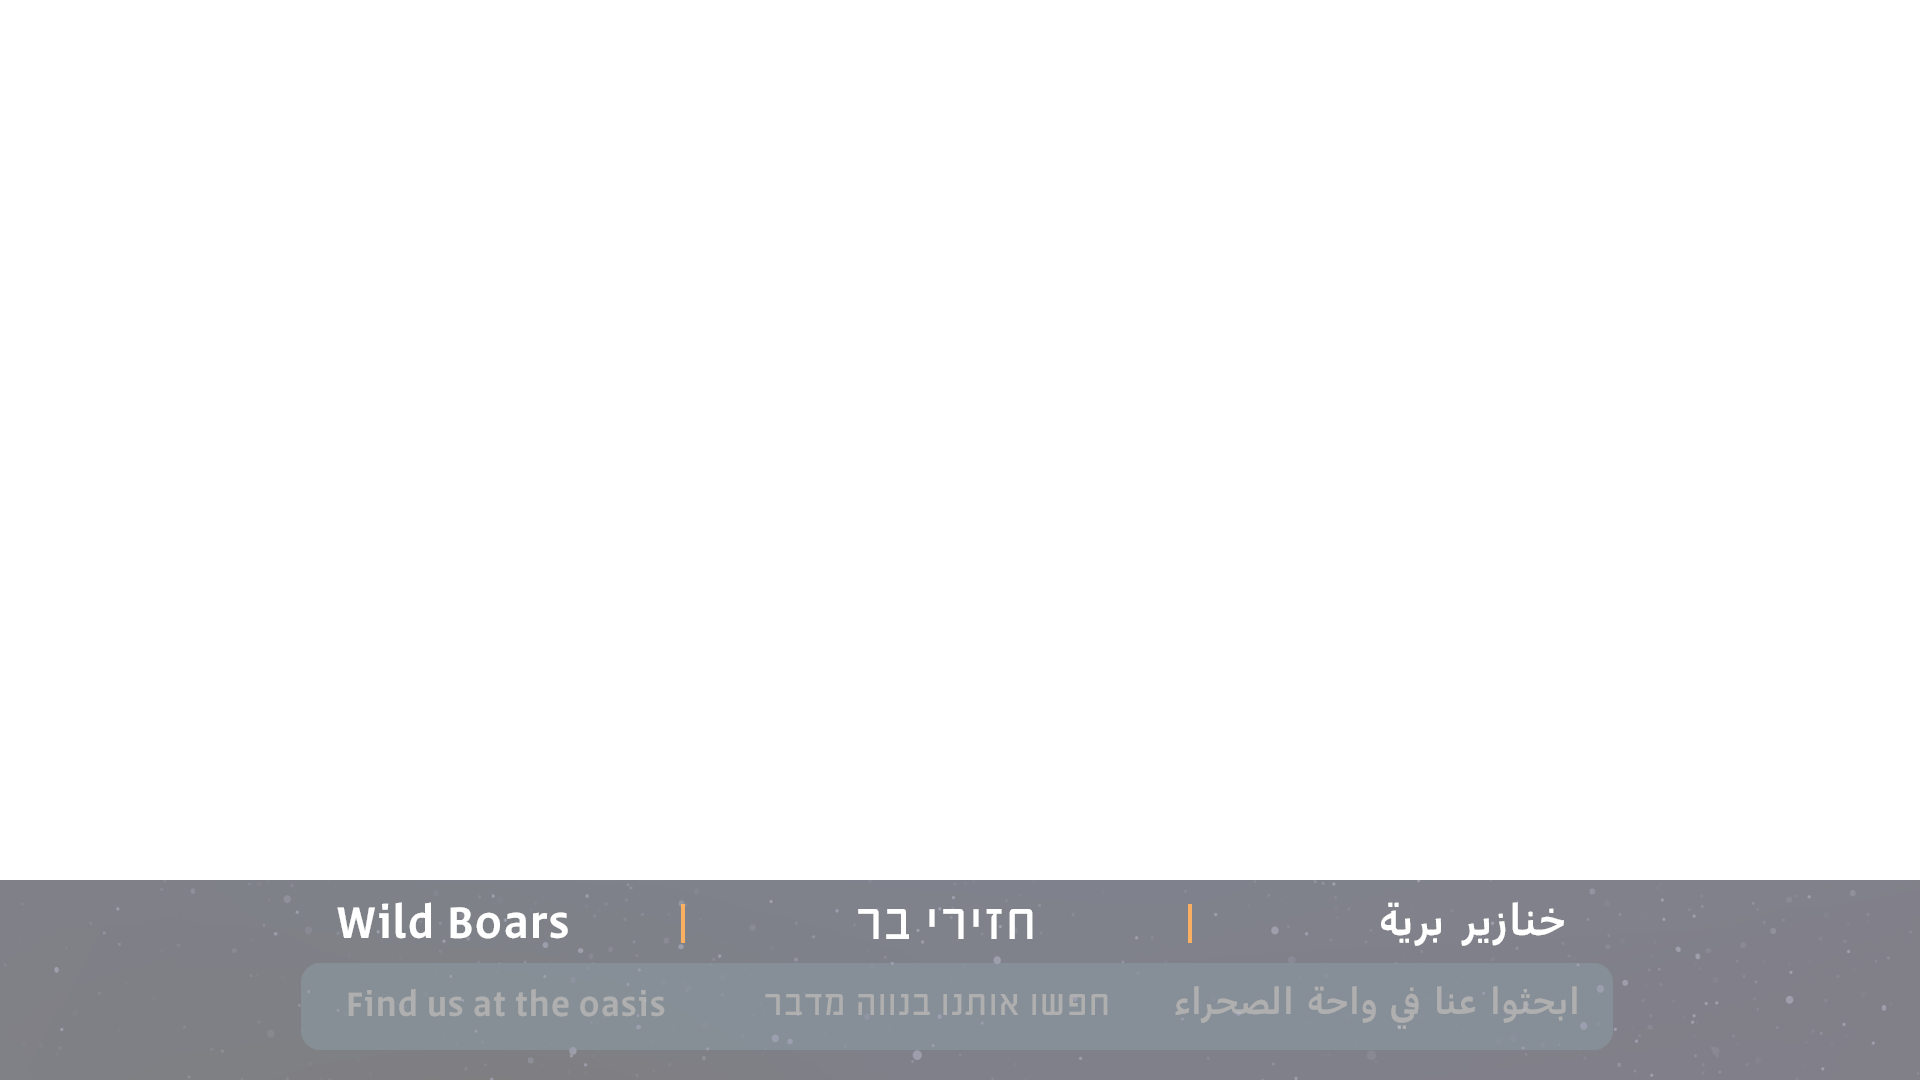 Wild Boars | חזירי בר | خنازير برية
Find us at the oasis חפשו אותנו בנווה מדבר ابحثوا عنا في واحة الصحراء